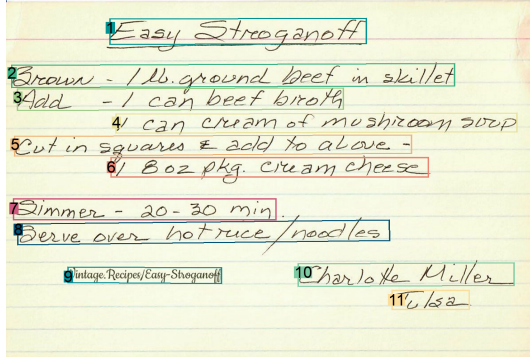 Easy Stroganoff
Brown - 1 lb. ground beef in skillet
Add - 1 can beef broth
1 can cream of mushroom soup
Cut in squares & add to above -
1 8 oz pkg. cream cheese
Simmer - 20-30 min.
Serve over hot rice/noodles
Vintage.Recipes/Easy-Stroganoff
Charlotte Miller
Tulsa